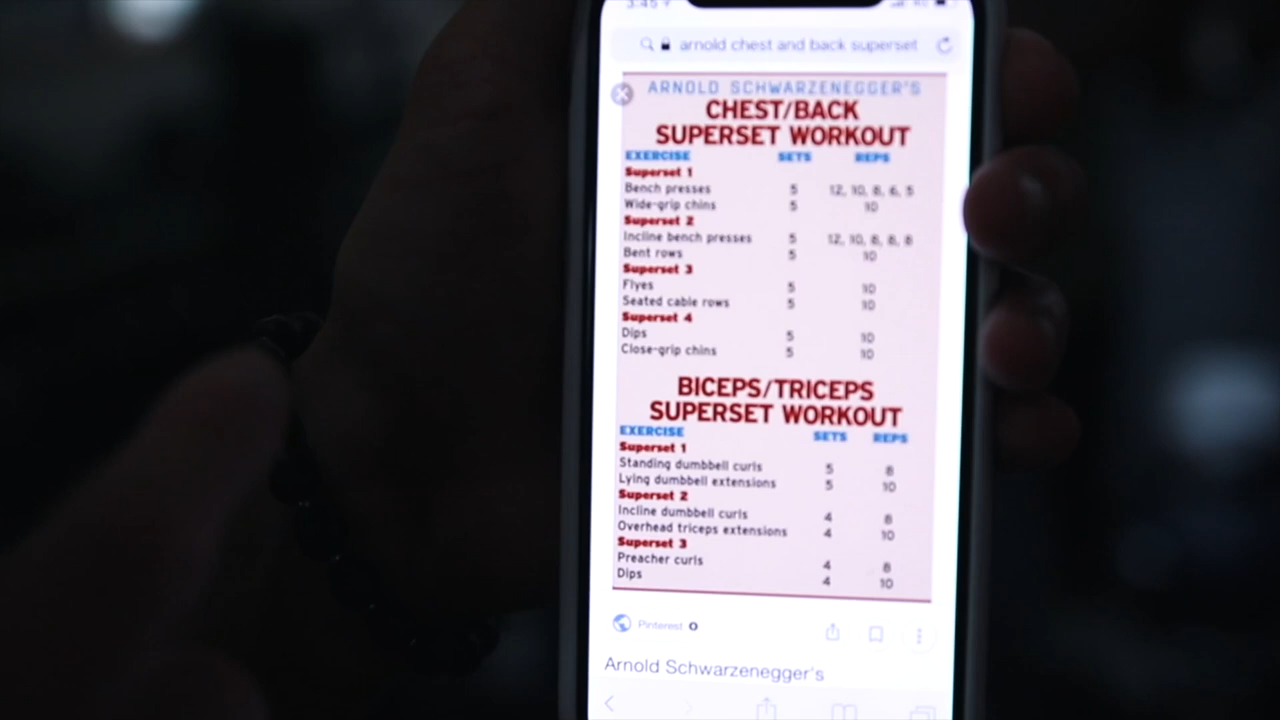 3:45
arnold chest and back superset
ARNOLD SCHWARZENEGGER'S
CHEST/BACK
SUPERSET WORKOUT
EXERCISE SETS REPS
Superset 1
Bench presses 5 12, 10, 8, 6, 5
Wide-grip chins 5 10
Superset 2
Incline bench presses 5 12, 10, 8, 8, 8
Bent rows 5 10
Superset 3
Flyes 5 10
Seated cable rows 5 10
Superset 4
Dips 5 10
Close-grip chins 5 10
BICEPS/TRICEPS
SUPERSET WORKOUT
EXERCISE SETS REPS
Superset 1
Standing dumbbell curls 5 8
Lying dumbbell extensions 5 10
Superset 2
Incline dumbbell curls 4 8
Overhead triceps extensions 4 10
Superset 3
Preacher curls 4 8
Dips 4 10
Pinterest
Arnold Schwarzenegger's